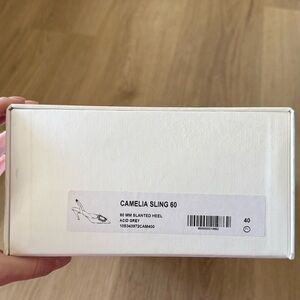 CAMELIA SLING 60
60 MM SLANTED HEEL
ACID GREY
40